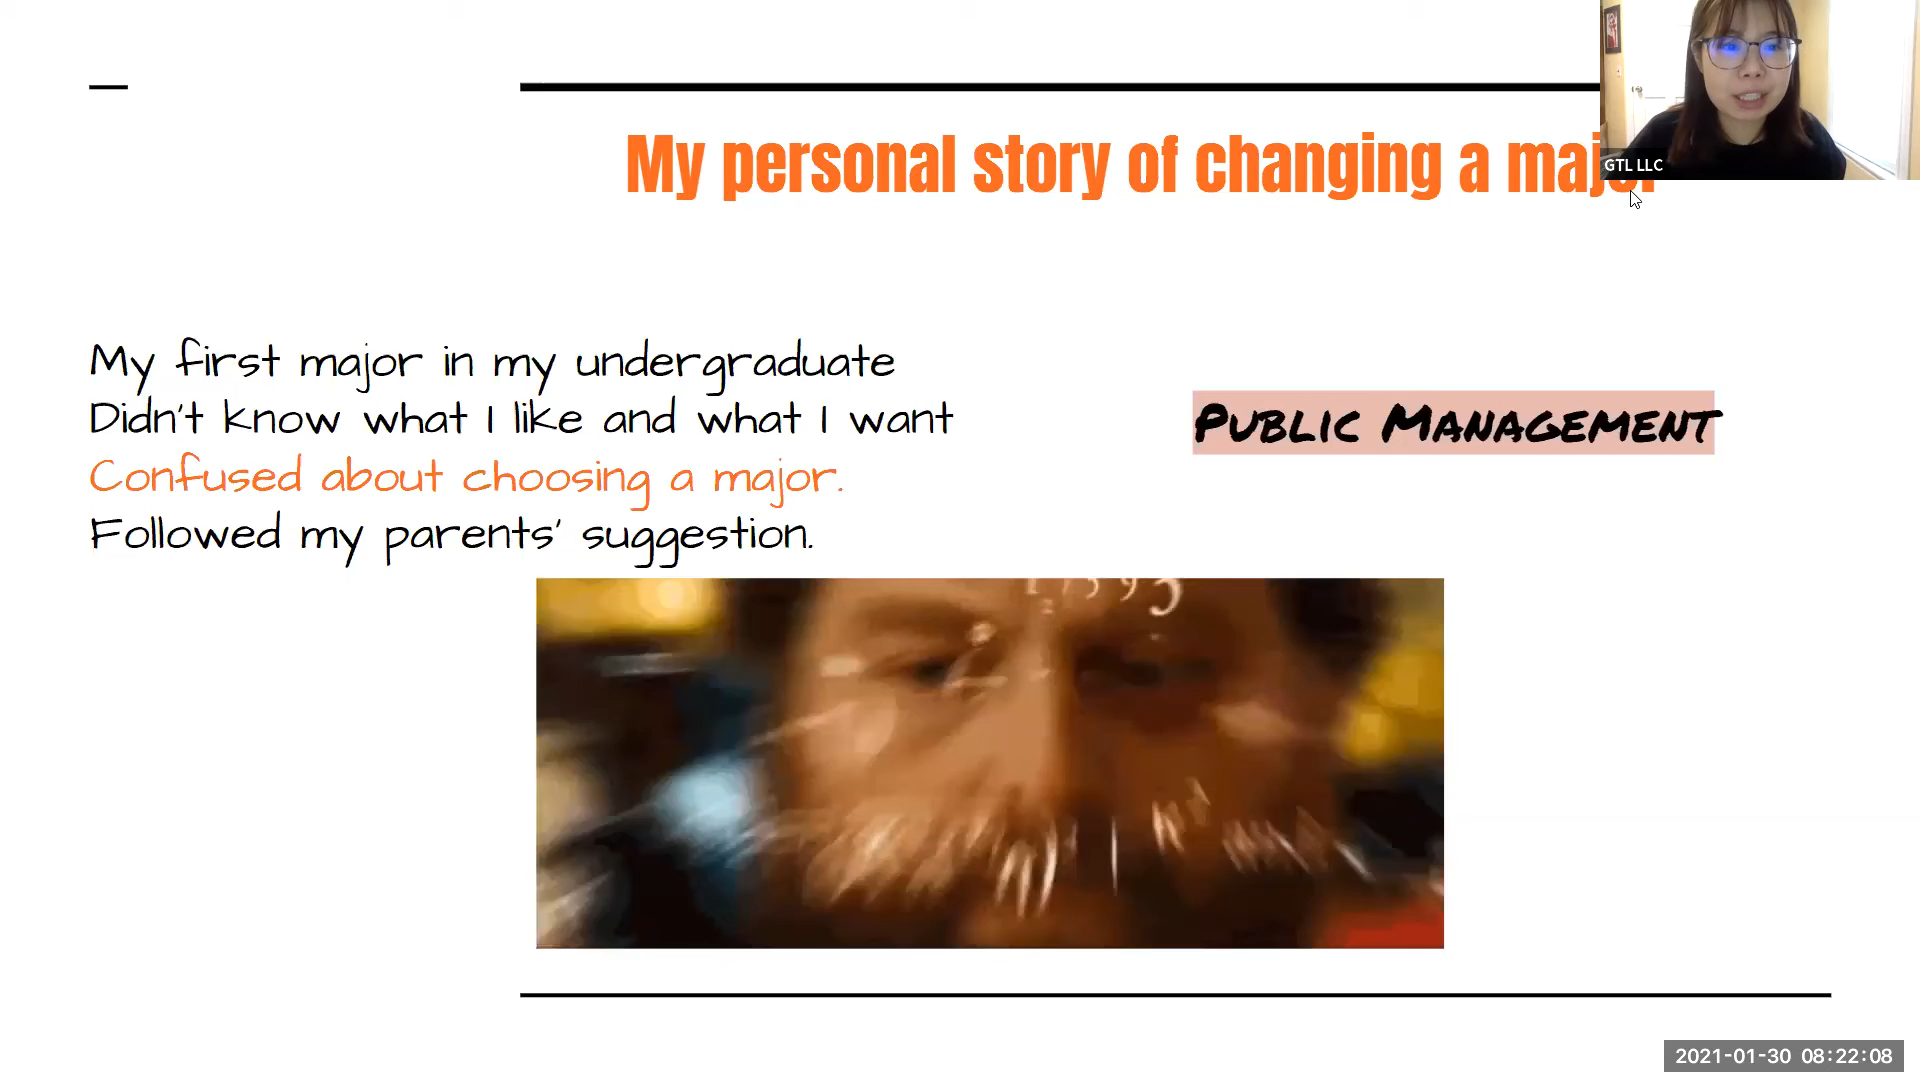 My personal story of changing a major
GTL LLC
My first major in my undergraduate
Didn't know what I like and what I want
Confused about choosing a major.
Followed my parents' suggestion.
Public Management
2021-01-30 08:22:08